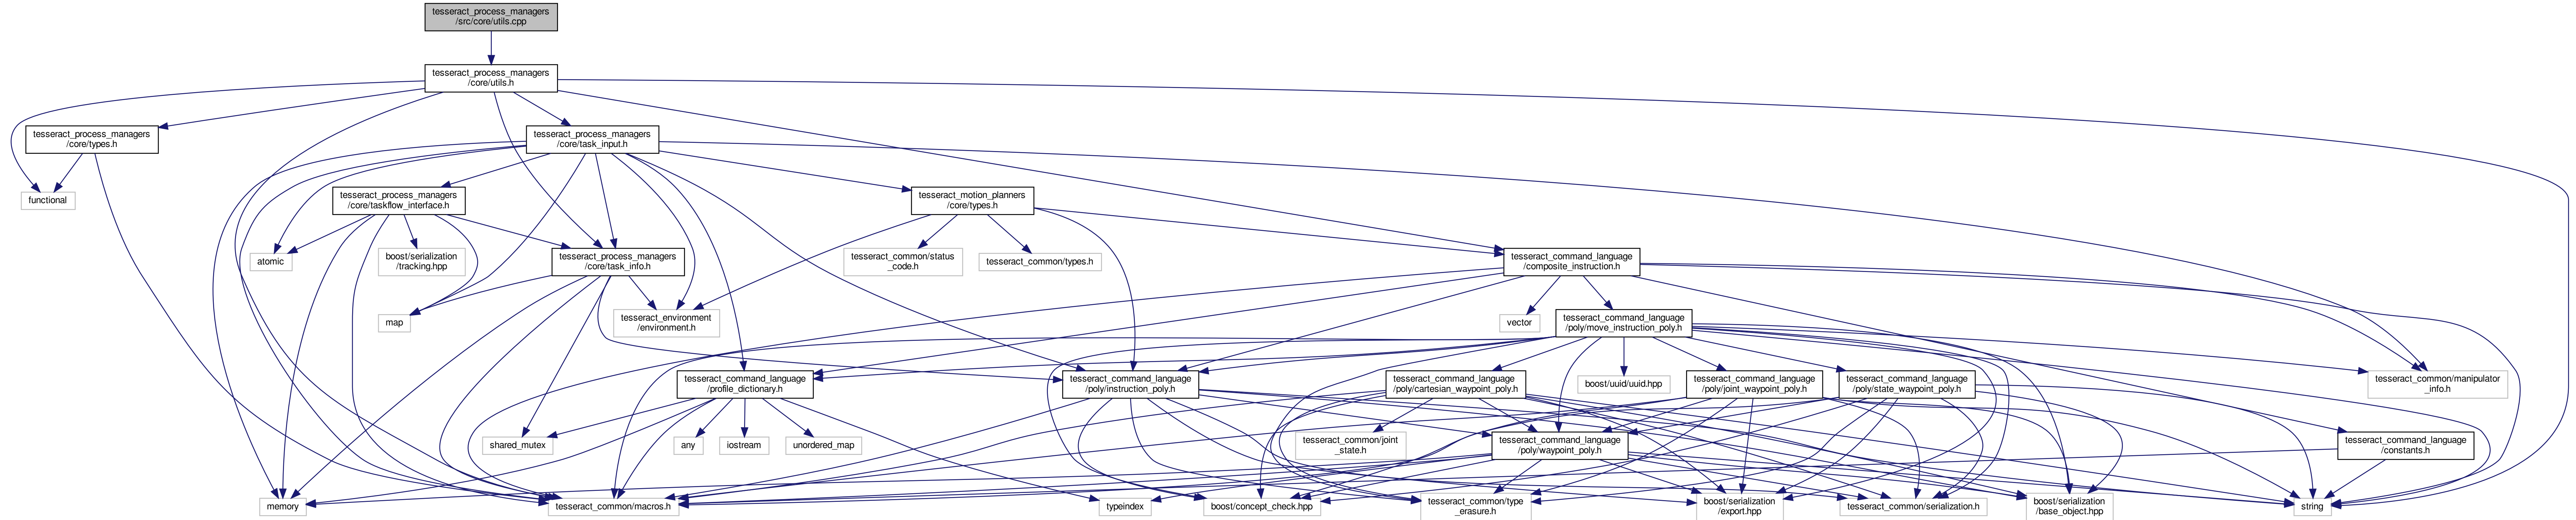 tesseract_process_managers
/src/core/utils.cpp
tesseract_process_managers
/core/utils.h
tesseract_process_managers
/core/types.h
tesseract_process_managers
/core/task_input.h
functional
tesseract_process_managers
/core/taskflow_interface.h
tesseract_motion_planners
/core/types.h
atomic
boost/serialization
/tracking.hpp
tesseract_process_managers
/core/task_info.h
tesseract_common/status
_code.h
tesseract_common/types.h
tesseract_command_language
/composite_instruction.h
map
tesseract_environment
/environment.h
vector
tesseract_command_language
/poly/move_instruction_poly.h
tesseract_command_language
/profile_dictionary.h
tesseract_command_language
/poly/instruction_poly.h
tesseract_command_language
/poly/cartesian_waypoint_poly.h
boost/uuid/uuid.hpp
tesseract_command_language
/poly/joint_waypoint_poly.h
tesseract_command_language
/poly/state_waypoint_poly.h
tesseract_common/manipulator
_info.h
shared_mutex
any
iostream
unordered_map
tesseract_common/joint
_state.h
tesseract_command_language
/poly/waypoint_poly.h
tesseract_command_language
/constants.h
memory
tesseract_common/macros.h
typeindex
boost/concept_check.hpp
tesseract_common/type
_erasure.h
boost/serialization
/export.hpp
tesseract_common/serialization.h
boost/serialization
/base_object.hpp
string